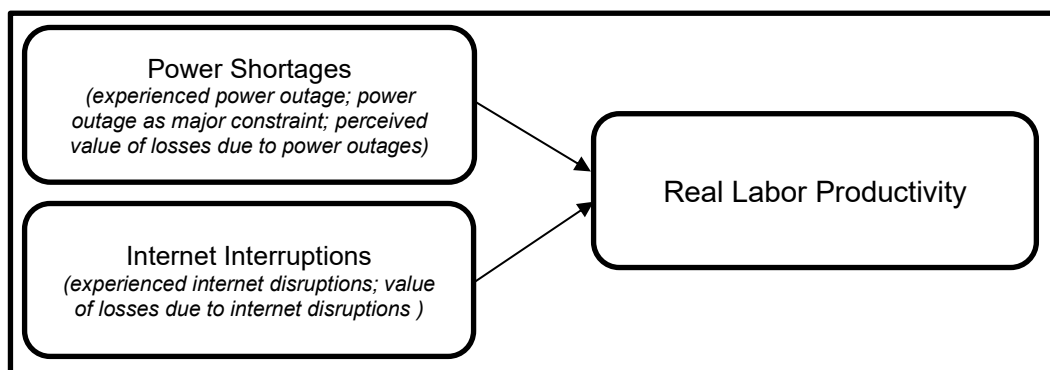 Power Shortages
(experienced power outage; power
outage as major constraint; perceived
value of losses due to power outages)
Internet Interruptions
(experienced internet disruptions; value
of losses due to internet disruptions )
Real Labor Productivity